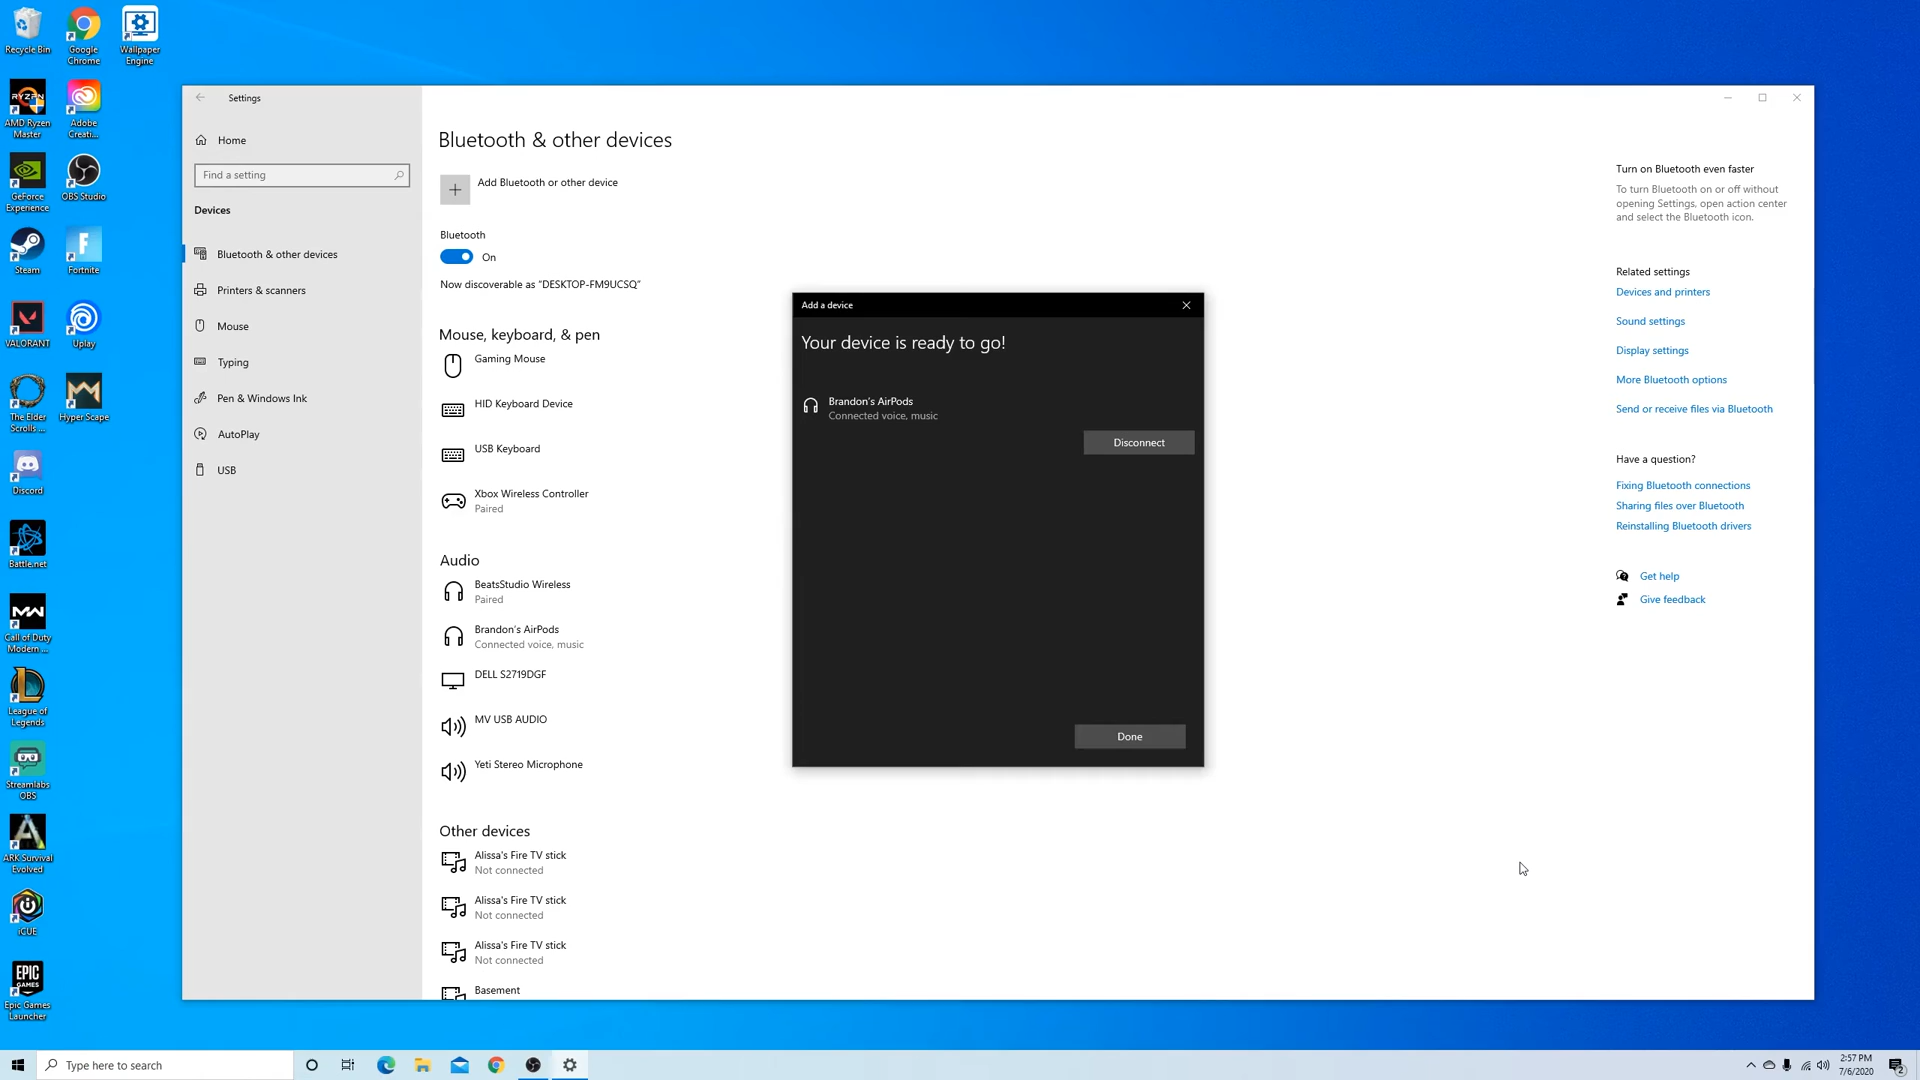 Recycle Bin
Google
Chrome
Wallpaper
Engine
RYZEN
AMD Ryzen
Master
Adobe
Creati...
GeForce
Experience
OBS Studio
Steam
Fortnite
VALORANT
Uplay
The Elder
Scrolls ...
Hyper Scape
Discord
Battle.net
MW
Call of Duty
Modern ...
League of
Legends
Streamlabs
OBS
ARK Survival
Evolved
iCUE
EPIC
GAMES
Epic Games
Launcher
Settings
Home
Find a setting
Devices
Bluetooth & other devices
Printers & scanners
Mouse
Typing
Pen & Windows Ink
AutoPlay
USB
Bluetooth & other devices
Add Bluetooth or other device
Bluetooth
On
Now discoverable as “DESKTOP-FM9UCSQ”
Mouse, keyboard, & pen
Gaming Mouse
HID Keyboard Device
USB Keyboard
Xbox Wireless Controller
Paired
Audio
BeatsStudio Wireless
Paired
Brandon's AirPods
Connected voice, music
DELL S2719DGF
MV USB AUDIO
Yeti Stereo Microphone
Other devices
Alissa's Fire TV stick
Not connected
Alissa's Fire TV stick
Not connected
Alissa's Fire TV stick
Not connected
Basement
Add a device
Your device is ready to go!
Brandon's AirPods
Connected voice, music
Disconnect
Done
Turn on Bluetooth even faster
To turn Bluetooth on or off without
opening Settings, open action center
and select the Bluetooth icon.
Related settings
Devices and printers
Sound settings
Display settings
More Bluetooth options
Send or receive files via Bluetooth
Have a question?
Fixing Bluetooth connections
Sharing files over Bluetooth
Reinstalling Bluetooth drivers
Get help
Give feedback
Type here to search
2:57 PM
7/6/2020
2